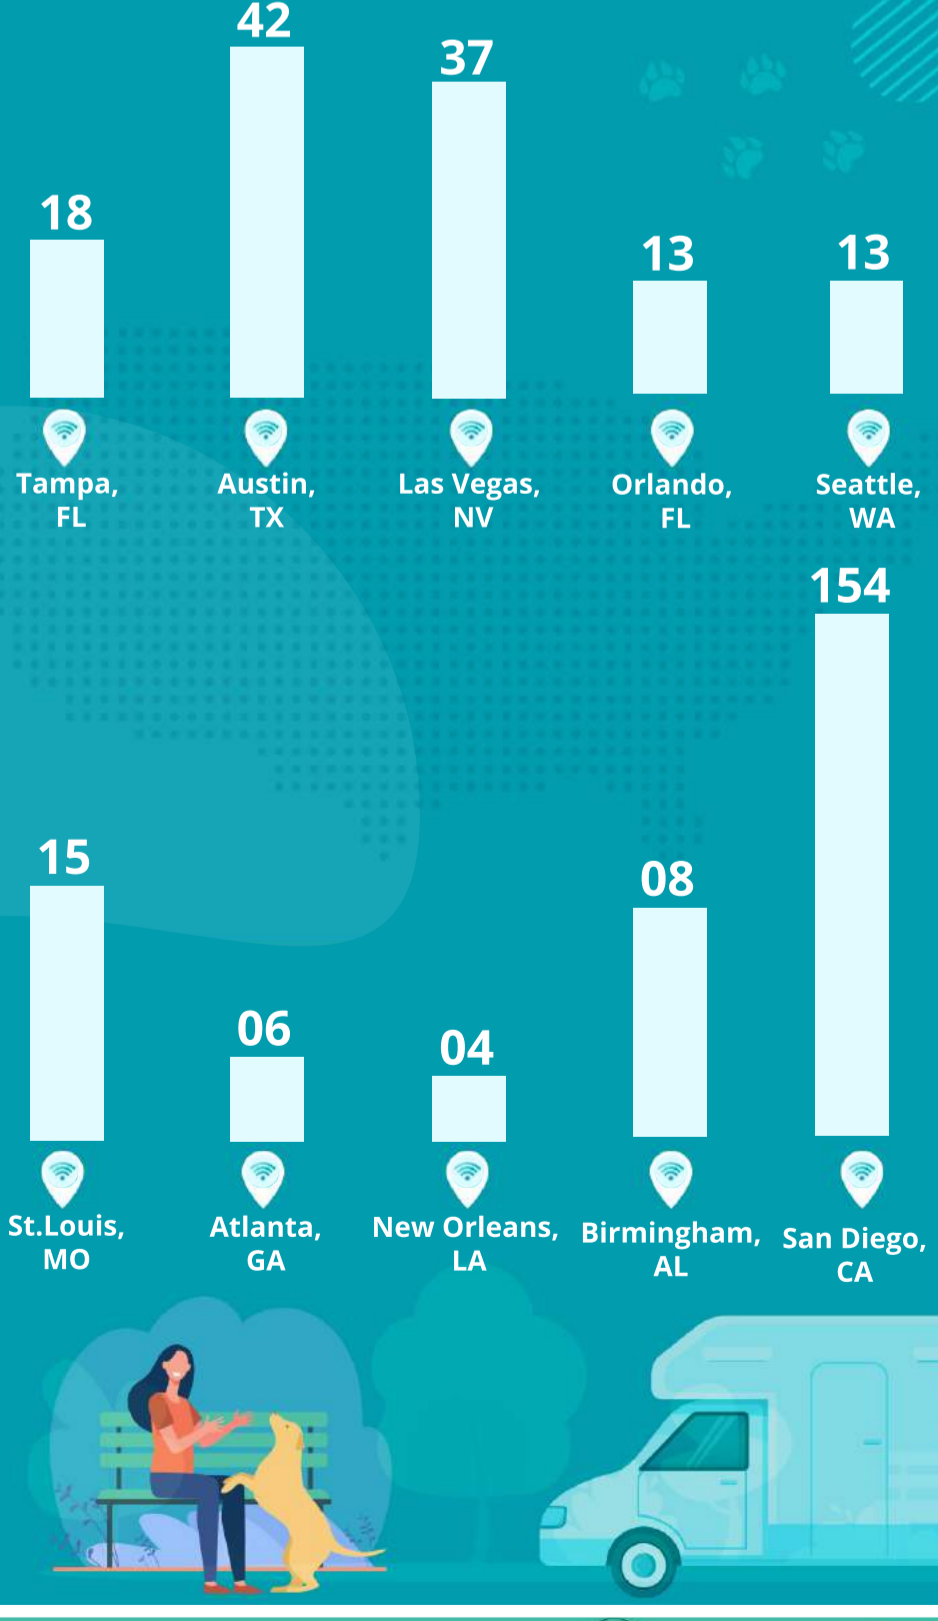 42
37
18
13
13
Tampa,
FL
Austin,
TX
Las Vegas,
NV
Orlando,
FL
Seattle,
WA
154
15
08
06
04
St.Louis,
MO
Atlanta,
GA
New Orleans,
LA
Birmingham,
AL
San Diego,
CA